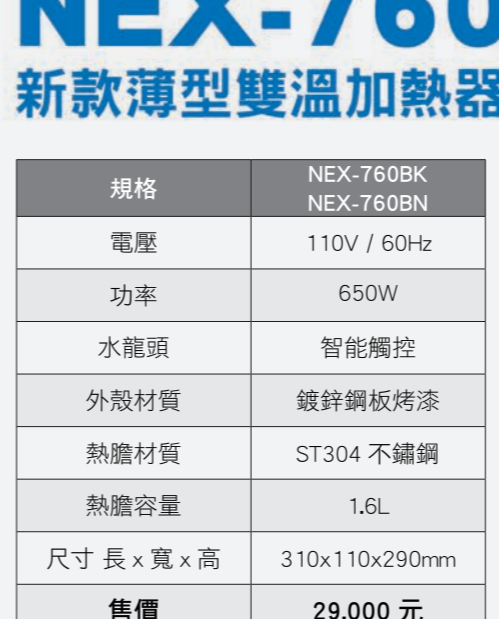 NEX-760
新款薄型雙溫加熱器
規格 NEX-760BK
NEX-760BN
電壓 110V / 60Hz
功率 650W
水龍頭 智能觸控
外殼材質 鍍鋅鋼板烤漆
熱膽材質 ST304 不鏽鋼
熱膽容量 1.6L
尺寸 長 x 寬 x 高 310x110x290mm
售價 29,000 元